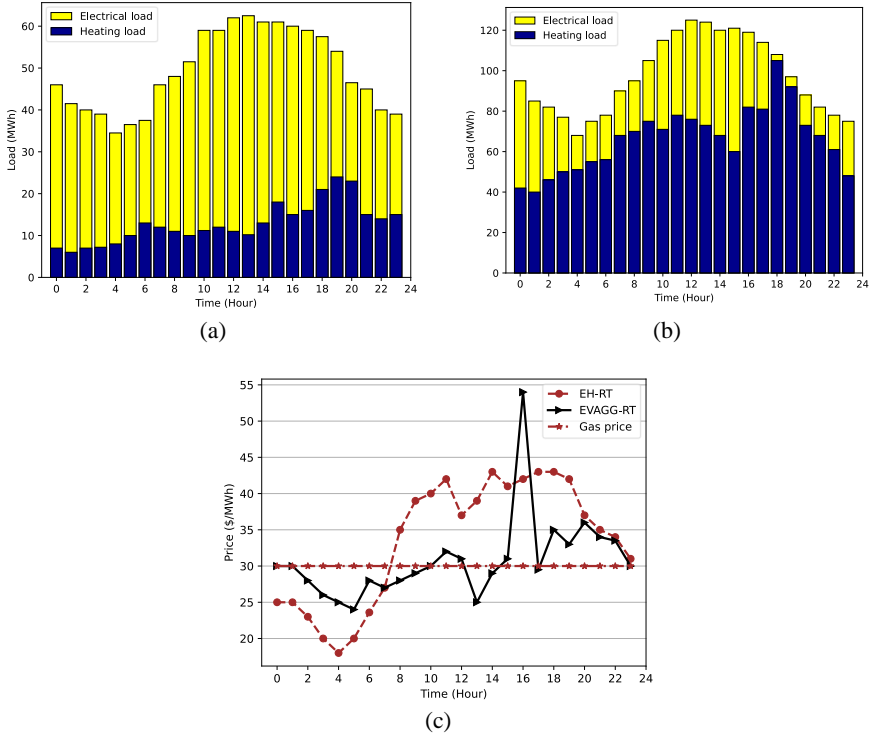 Electrical load
Heating load
Load (MWh)
60
50
40
30
20
10
0
0 2 4 6 8 10 12 14 16 18 20 22 24
Time (Hour)
(a)
Electrical load
Heating load
Load (MWh)
120
100
80
60
40
20
0
0 2 4 6 8 10 12 14 16 18 20 22 24
Time (Hour)
(b)
EH-RT
EVAGG-RT
Gas price
Price ($/MWh)
55
50
45
40
35
30
25
20
0 2 4 6 8 10 12 14 16 18 20 22 24
Time (Hour)
(c)